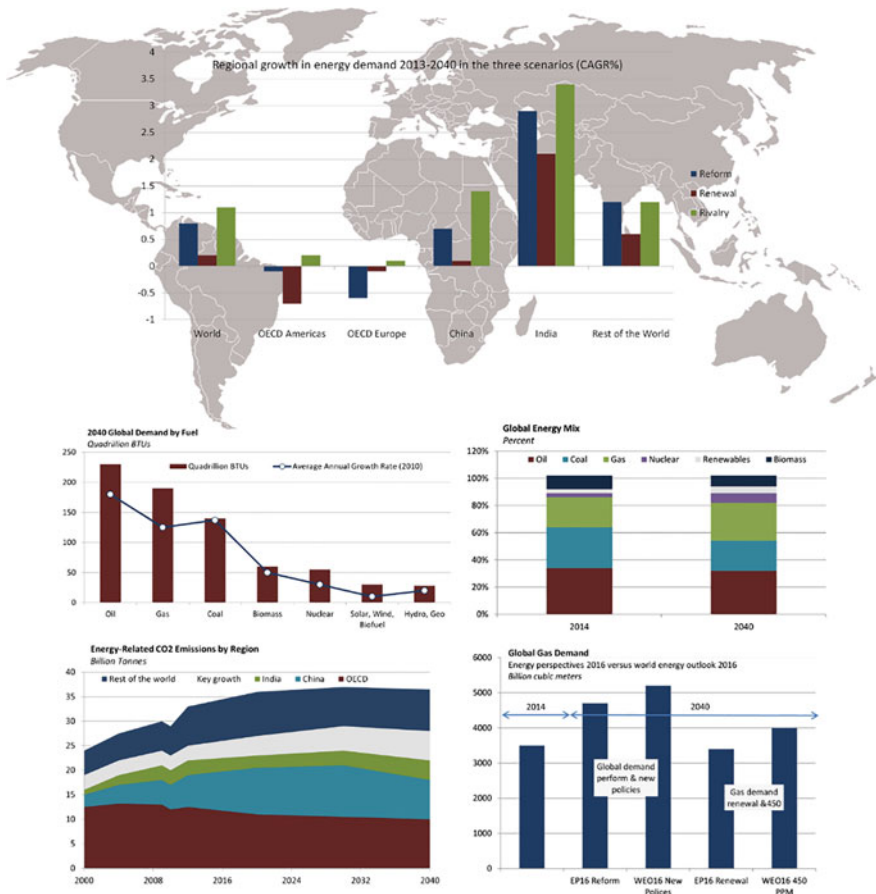 4
Regional growth in energy demand 2013-2040 in the three scenarios (CAGR%)
3.5
3
2.5
2
1.5
1
0.5
0
-0.5
-1
Reform
Renewal
Rivalry
World OECD Americas OECD Europe China India Rest of the World
2040 Global Demand by Fuel
Quadrillion BTUs
250
200
150
100
50
0
Quadrillion BTUs Average Annual Growth Rate (2010)
Oil Gas Coal Biomass Nuclear Solar, Wind, Hydro, Geo
Biofuel
Global Energy Mix
Percent
120%
100%
80%
60%
40%
20%
0%
Oil Coal Gas Nuclear Renewables Biomass
2014 2040
Energy-Related CO2 Emissions by Region
Billion Tonnes
40
35
30
25
20
15
10
5
0
Rest of the world Key growth India China OECD
2000 2008 2016 2024 2032 2040
Global Gas Demand
Energy perspectives 2016 versus world energy outlook 2016
Billion cubic meters
6000
5000
4000
3000
2000
1000
0
2014 2040
Global demand
perform & new
policies
Gas demand
renewal &450
EP16 Reform WEO16 New EP16 Renewal WEO16 450
Polices PPM